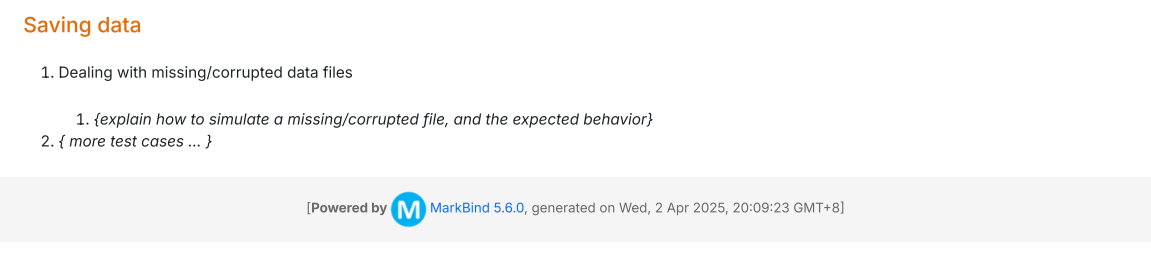 Saving data
1. Dealing with missing/corrupted data files
1. {explain how to simulate a missing/corrupted file, and the expected behavior}
2. { more test cases ... }
[Powered by M MarkBind 5.6.0, generated on Wed, 2 Apr 2025, 20:09:23 GMT+8]